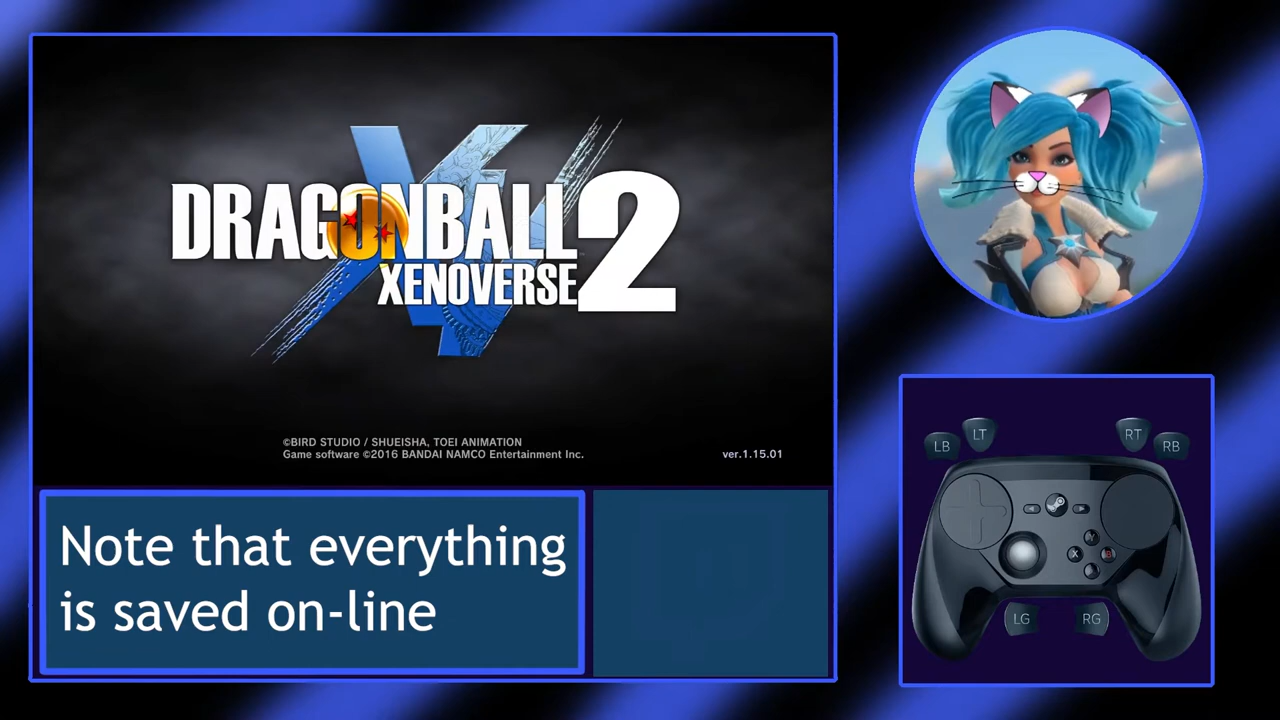 DRAGONBALL
XENOVERSE 2
©BIRD STUDIO / SHUEISHA, TOEI ANIMATION
Game software ©2016 BANDAI NAMCO Entertainment Inc.
ver.1.15.01
Note that everything
is saved on-line
LT
RT
LB
RB
Y
X
B
LG
RG